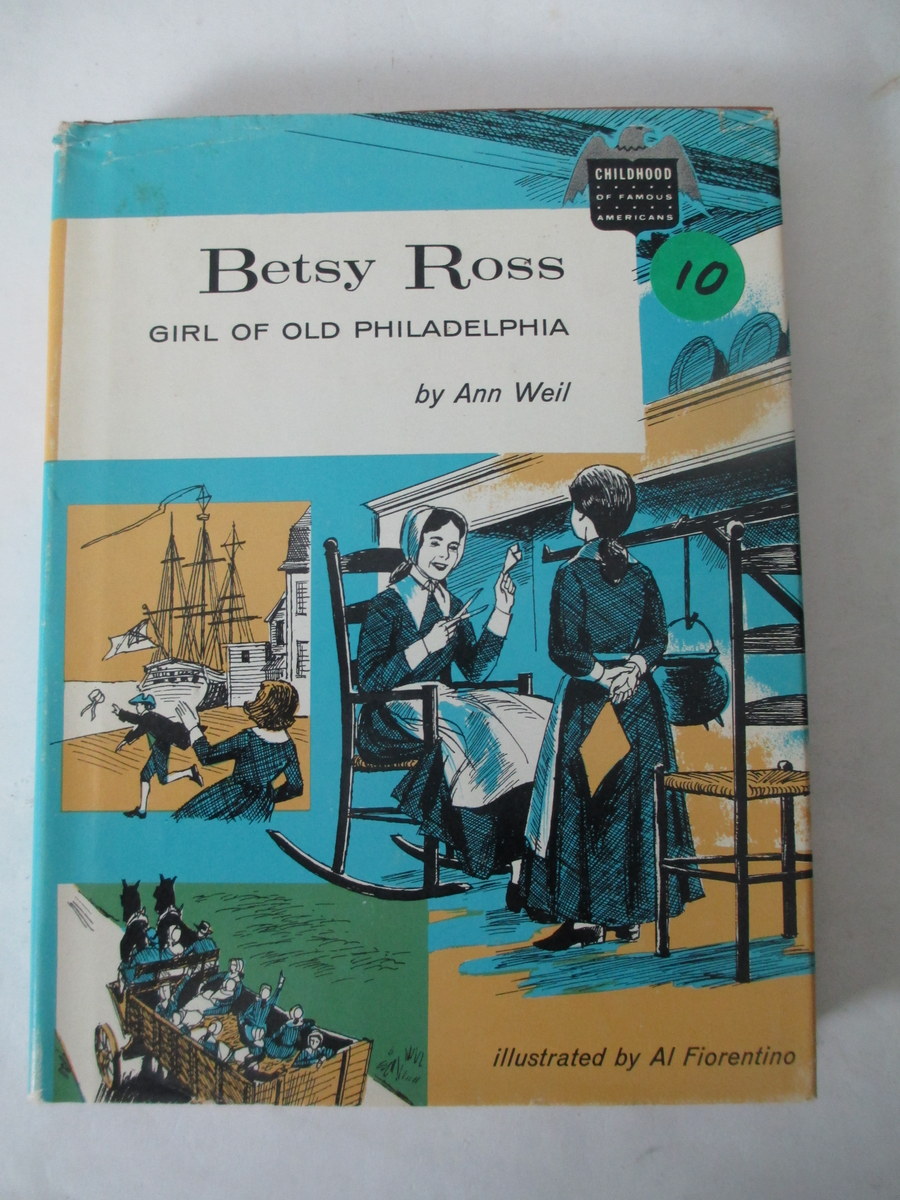 CHILDHOOD
OF FAMOUS
AMERICANS
Betsy Ross
GIRL OF OLD PHILADELPHIA
by Ann Weil
10
illustrated by Al Fiorentino